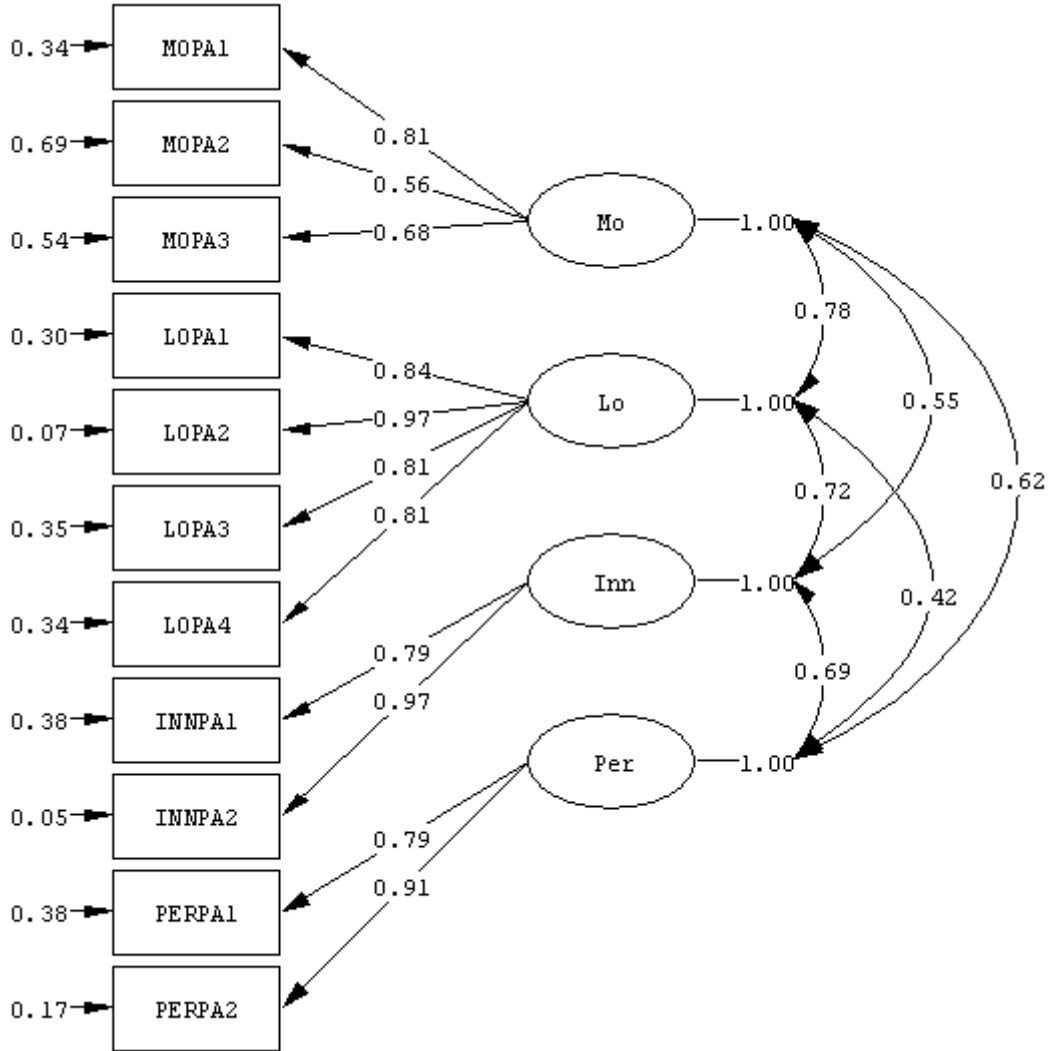 0.34 MOPA1
0.81
0.69 MOPA2
0.56
0.54 MOPA3
0.68
Mo 1.00
0.30 LOPA1
0.78
0.84
0.07 LOPA2
0.97
Lo 1.00
0.55
0.81
0.62
0.35 LOPA3
0.81
0.72
0.34 LOPA4
Inn 1.00
0.42
0.79
0.38 INNPA1
0.97
0.69
0.05 INNPA2
Per 1.00
0.79
0.38 PERPA1
0.91
0.17 PERPA2